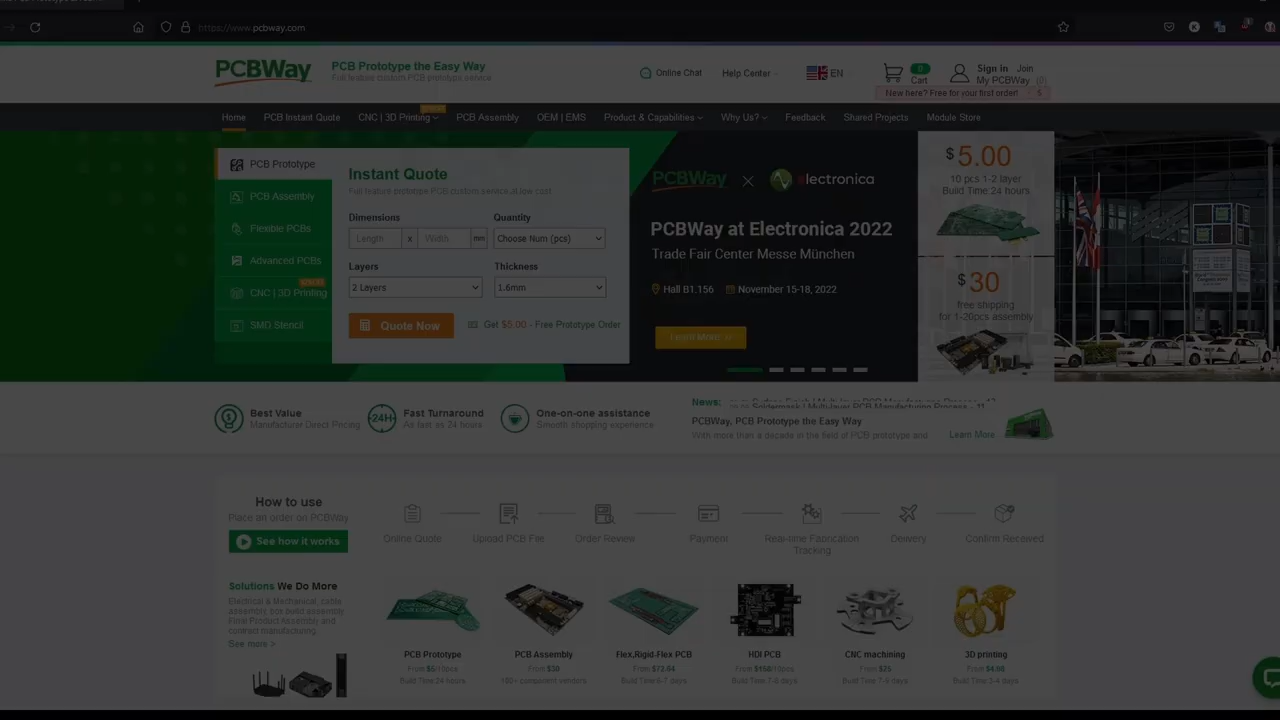 https://www.pcbway.com
PCBWay
PCB Prototype the Easy Way
Full feature custom PCB prototype service
Online Chat
Help Center
EN
0
Cart
Sign in Join
My PCBWay
New here? Free for your first order! $
Home
PCB Instant Quote
CNC | 3D Printing
PCB Assembly
OEM | EMS
Product & Capabilities
Why Us?
Feedback
Shared Projects
Module Store
PCB Prototype
PCB Assembly
Flexible PCBs
Advanced PCBs
CNC | 3D Printing
SMD Stencil
Instant Quote
Full feature prototype PCB custom service at low cost
Dimensions
Quantity
Length x Width mm
Choose Num (pcs)
Layers
Thickness
2 Layers
1.6mm
Quote Now
Get $5.00 - Free Prototype Order
PCBWay × electronica
PCBWay at Electronica 2022
Trade Fair Center Messe München
Hall B1.156
November 15-18, 2022
Learn More >>
$5.00
10 pcs 1-2 layer
Build Time:24 hours
$30
free shipping
for 1-20pcs assembly
Best Value
Manufacturer Direct Pricing
24H
Fast Turnaround
As fast as 24 hours
One-on-one assistance
Smooth shopping experience
News:
Soldermask | Multi-layer PCB Manufacturing Process - 11
PCBWay, PCB Prototype the Easy Way
With more than a decade in the field of PCB prototype and
Learn More
How to use
Place an order on PCBWay
See how it works
Online Quote
Upload PCB File
Order Review
Payment
Real-time Fabrication
Tracking
Delivery
Confirm Received
Solutions We Do More
Electrical & Mechanical, cable
assembly, box build assembly
Final Product Assembly and
contract manufacturing.
See more >
PCB Prototype
From $5/10pcs
Build Time:24 hours
PCB Assembly
From $30
100+ component vendors
Flex,Rigid-Flex PCB
From $72.64
Build Time:6-7 days
HDI PCB
Build Time:7-8 days
CNC machining
From $25
Build Time:7-9 days
3D printing
Build Time:3-4 days